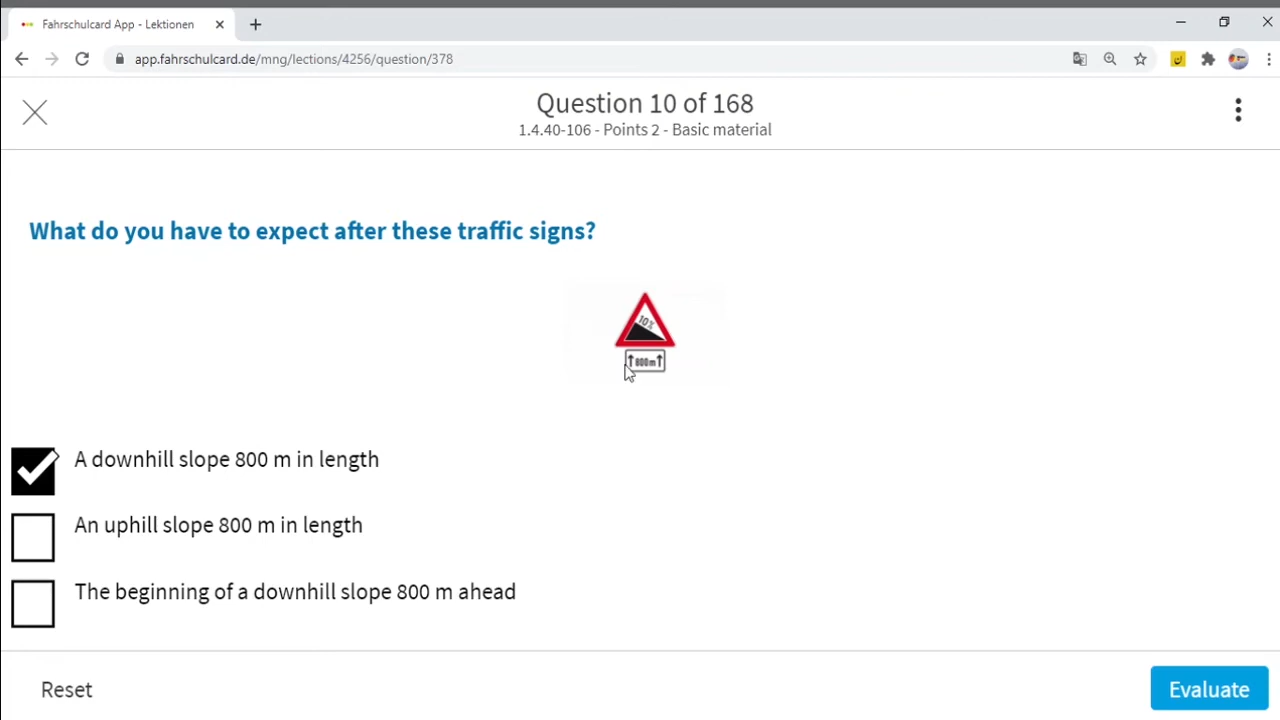 Fahrschulcard App - Lektionen
app.fahrschulcard.de/mng/lections/4256/question/378
Question 10 of 168
1.4.40-106 - Points 2 - Basic material
What do you have to expect after these traffic signs?
10%
800m
A downhill slope 800 m in length
An uphill slope 800 m in length
The beginning of a downhill slope 800 m ahead
Reset
Evaluate